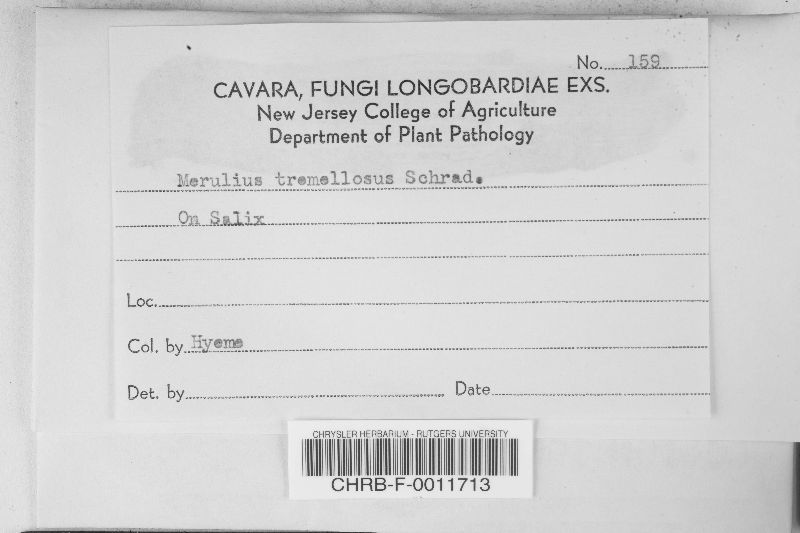 No. 159
CAVARA, FUNGI LONGOBARDIAE EXS.
New Jersey College of Agriculture
Department of Plant Pathology
Merulius tremellosus Schrad.
On Salix
Loc.
Col. by Hyeme
Det. by Date
CHRYSLER HERBARIUM - RUTGERS UNIVERSITY
CHRB-F-0011713